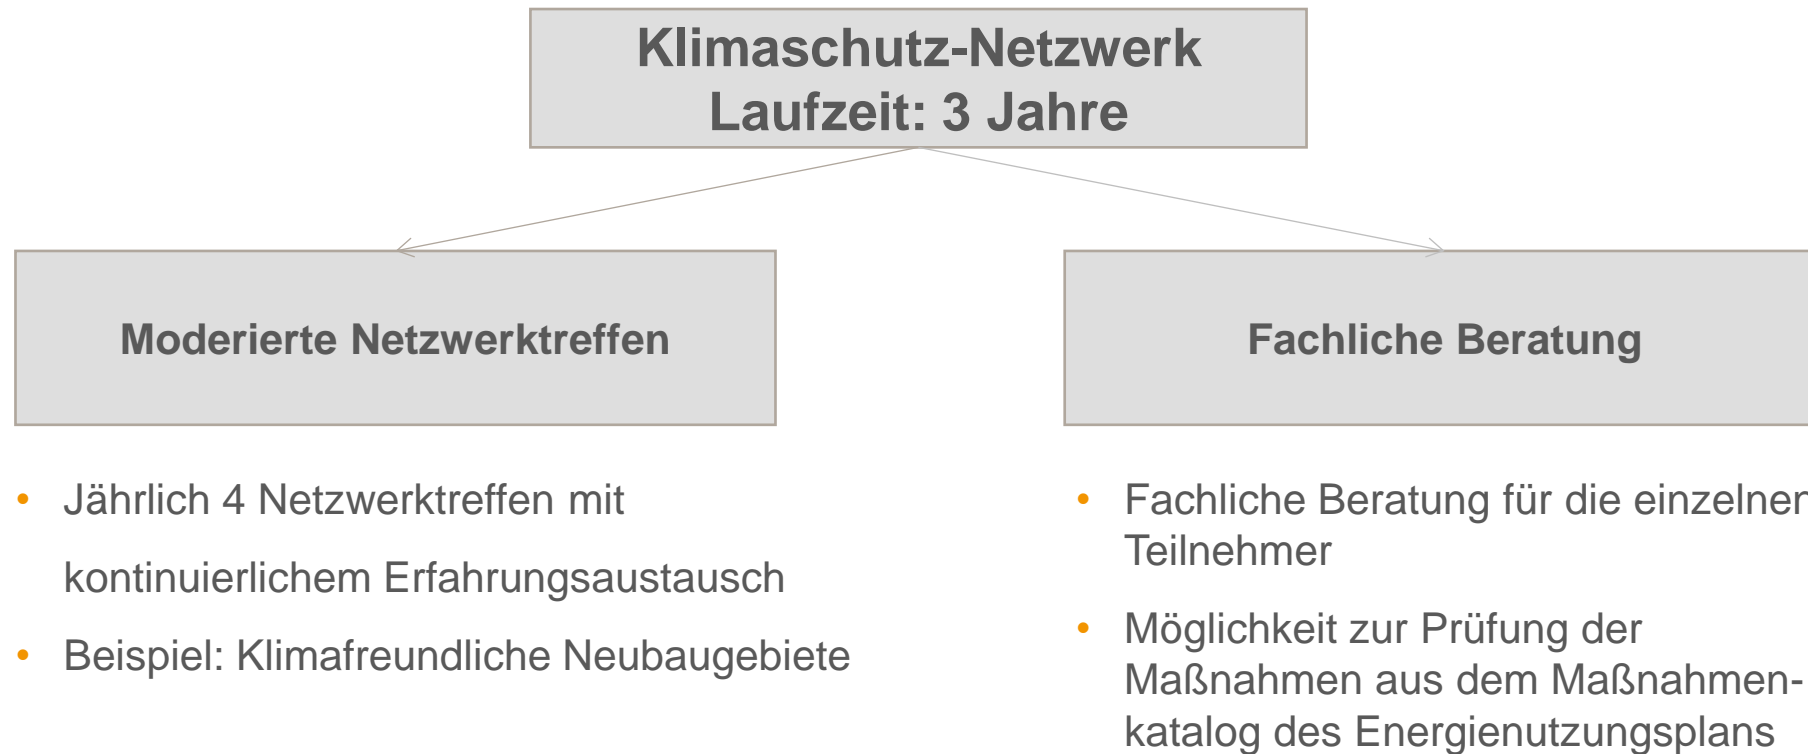 Klimaschutz-Netzwerk
Laufzeit: 3 Jahre
Moderierte Netzwerktreffen
• Jährlich 4 Netzwerktreffen mit
kontinuierlichem Erfahrungsaustausch
• Beispiel: Klimafreundliche Neubaugebiete
Fachliche Beratung
• Fachliche Beratung für die einzelnen
Teilnehmer
• Möglichkeit zur Prüfung der
Maßnahmen aus dem Maßnahmen-
katalog des Energienutzungsplans